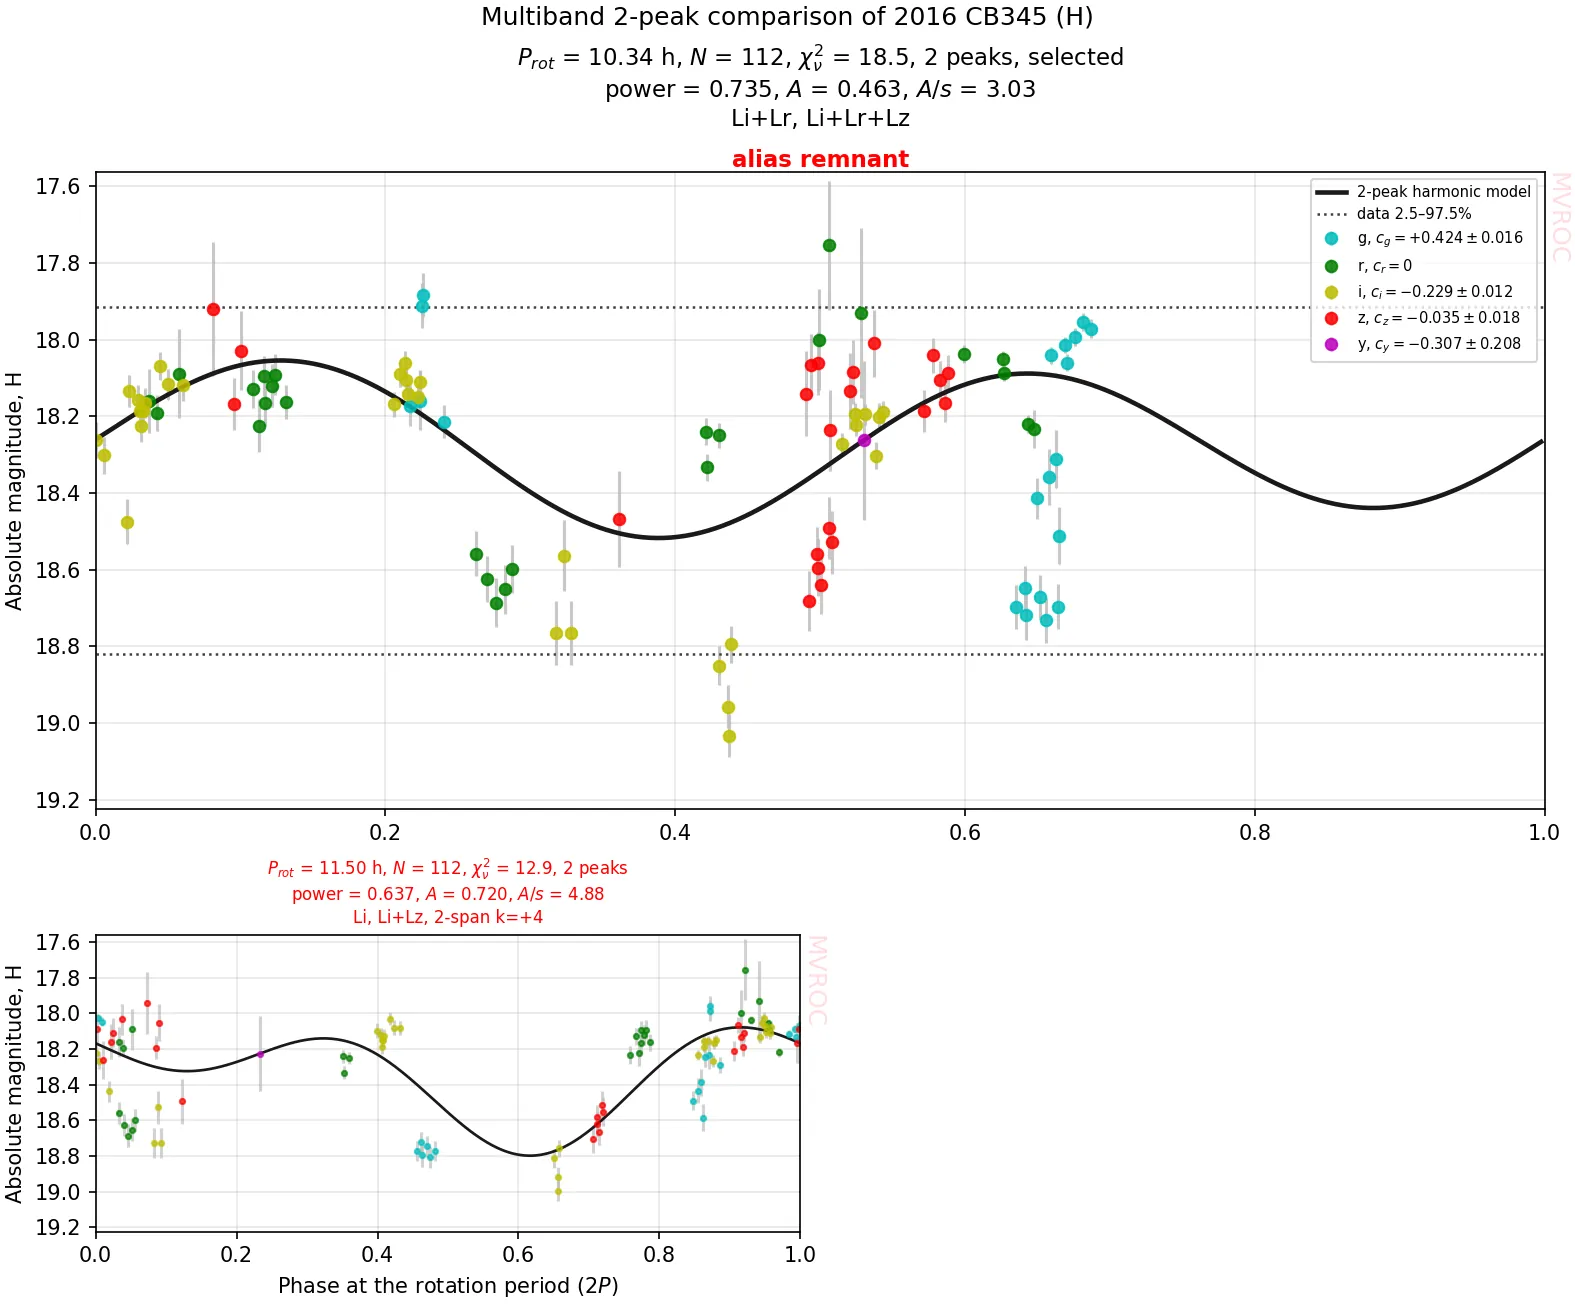 Multiband 2-peak comparison of 2016 CB345 (H)
P_rot = 10.34 h, N = 112, χ²_ν = 18.5, 2 peaks, selected
power = 0.735, A = 0.463, A/s = 3.03
Li+Lr, Li+Lr+Lz
alias remnant
2-peak harmonic model
data 2.5–97.5%
g, c_g = +0.424 ± 0.016
r, c_r = 0
i, c_i = −0.229 ± 0.012
z, c_z = −0.035 ± 0.018
y, c_y = −0.307 ± 0.208
MVROC
Absolute magnitude, H
17.6
17.8
18.0
18.2
18.4
18.6
18.8
19.0
19.2
0.0 0.2 0.4 0.6 0.8 1.0
P_rot = 11.50 h, N = 112, χ²_ν = 12.9, 2 peaks
power = 0.637, A = 0.720, A/s = 4.88
Li, Li+Lz, 2-span k=+4
MVROC
Absolute magnitude, H
17.6
17.8
18.0
18.2
18.4
18.6
18.8
19.0
19.2
0.0 0.2 0.4 0.6 0.8 1.0
Phase at the rotation period (2P)